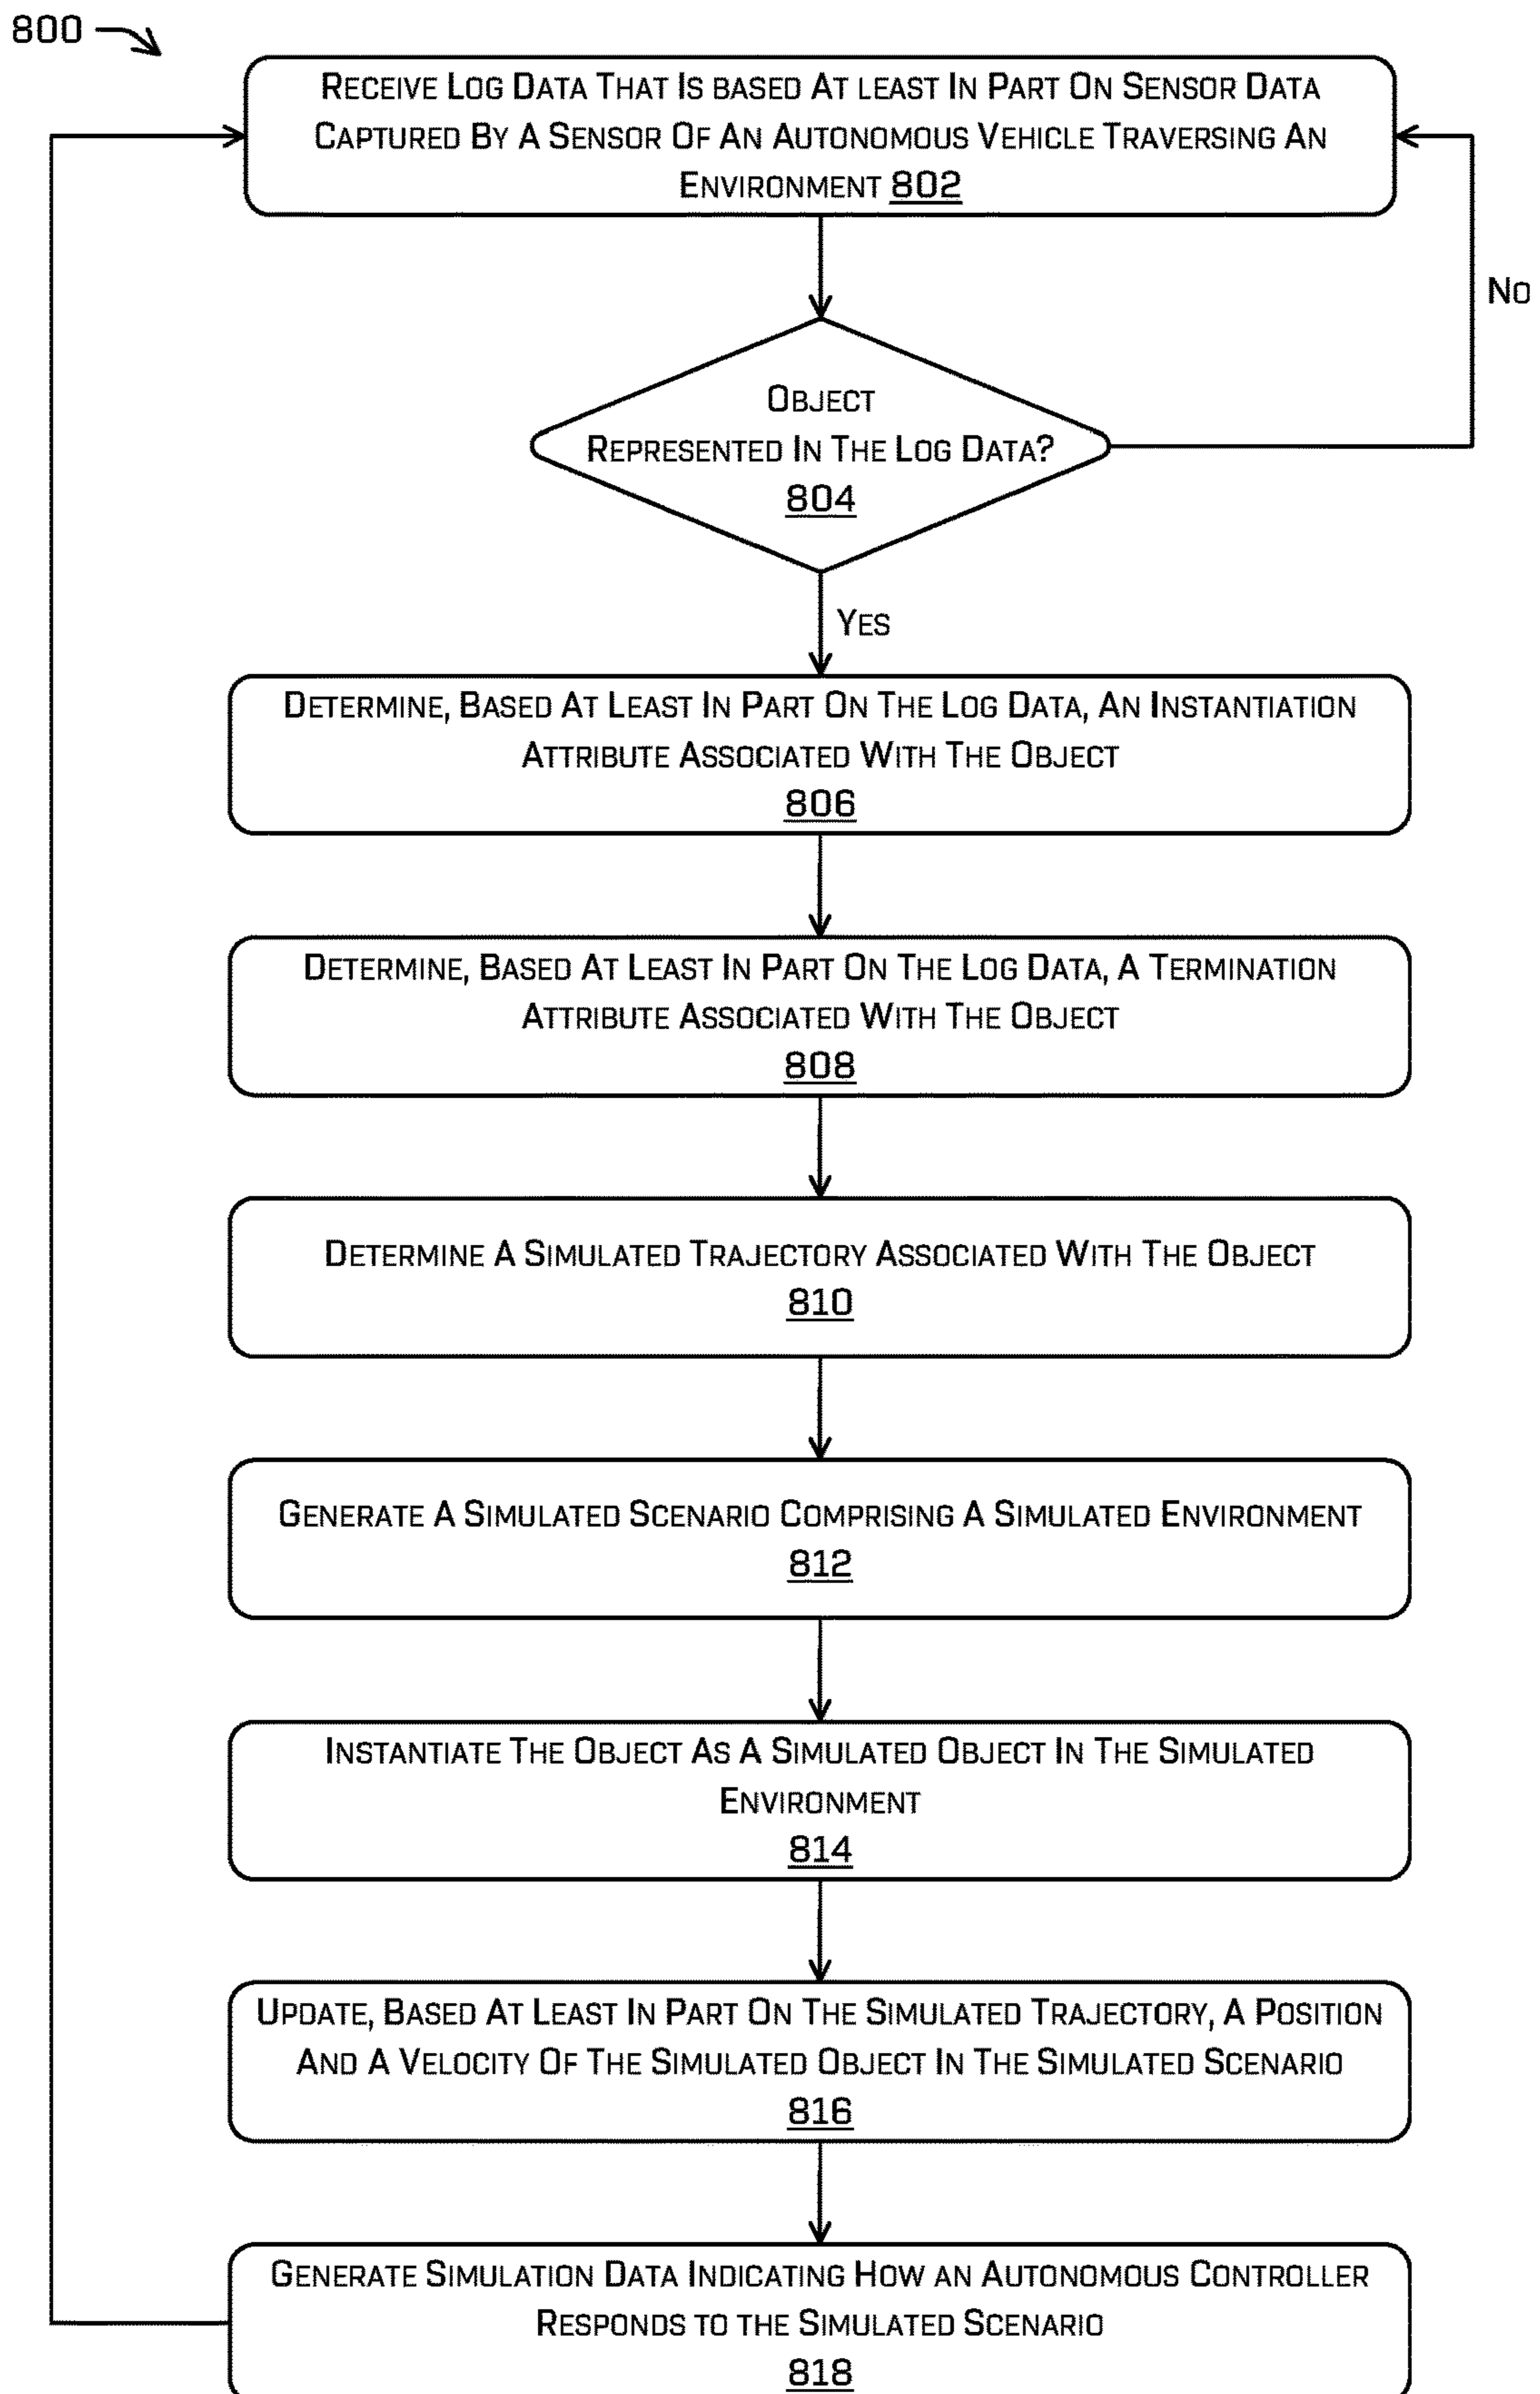 800
RECEIVE LOG DATA THAT IS BASED AT LEAST IN PART ON SENSOR DATA
CAPTURED BY A SENSOR OF AN AUTONOMOUS VEHICLE TRAVERSING AN
ENVIRONMENT 802
NO
OBJECT
REPRESENTED IN THE LOG DATA?
804
YES
DETERMINE, BASED AT LEAST IN PART ON THE LOG DATA, AN INSTANTIATION
ATTRIBUTE ASSOCIATED WITH THE OBJECT
806
DETERMINE, BASED AT LEAST IN PART ON THE LOG DATA, A TERMINATION
ATTRIBUTE ASSOCIATED WITH THE OBJECT
808
DETERMINE A SIMULATED TRAJECTORY ASSOCIATED WITH THE OBJECT
810
GENERATE A SIMULATED SCENARIO COMPRISING A SIMULATED ENVIRONMENT
812
INSTANTIATE THE OBJECT AS A SIMULATED OBJECT IN THE SIMULATED
ENVIRONMENT
814
UPDATE, BASED AT LEAST IN PART ON THE SIMULATED TRAJECTORY, A POSITION
AND A VELOCITY OF THE SIMULATED OBJECT IN THE SIMULATED SCENARIO
816
GENERATE SIMULATION DATA INDICATING HOW AN AUTONOMOUS CONTROLLER
RESPONDS TO THE SIMULATED SCENARIO
818